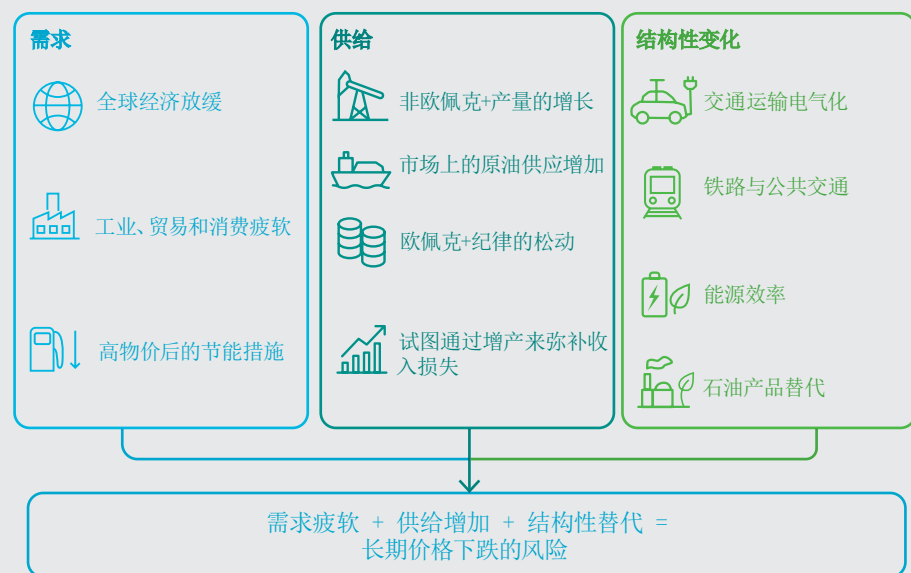 需求
全球经济放缓
工业、贸易和消费疲软
高物价后的节能措施
供给
非欧佩克+产量的增长
市场上的原油供应增加
欧佩克+纪律的松动
试图通过增产来弥补收
入损失
结构性变化
交通运输电气化
铁路与公共交通
能源效率
石油产品替代
需求疲软 + 供给增加 + 结构性替代 =
长期价格下跌的风险